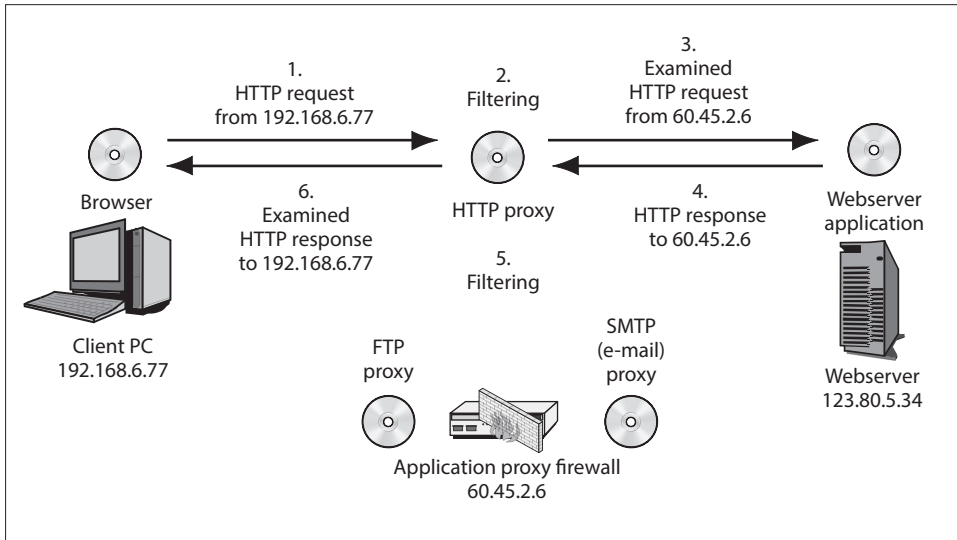 1.
HTTP request
from 192.168.6.77
2.
Filtering
3.
Examined
HTTP request
from 60.45.2.6
Browser
6.
Examined
HTTP response
to 192.168.6.77
HTTP proxy
4.
HTTP response
to 60.45.2.6
Webserver
application
5.
Filtering
Client PC
192.168.6.77
FTP
proxy
SMTP
(e-mail)
proxy
Webserver
123.80.5.34
Application proxy firewall
60.45.2.6